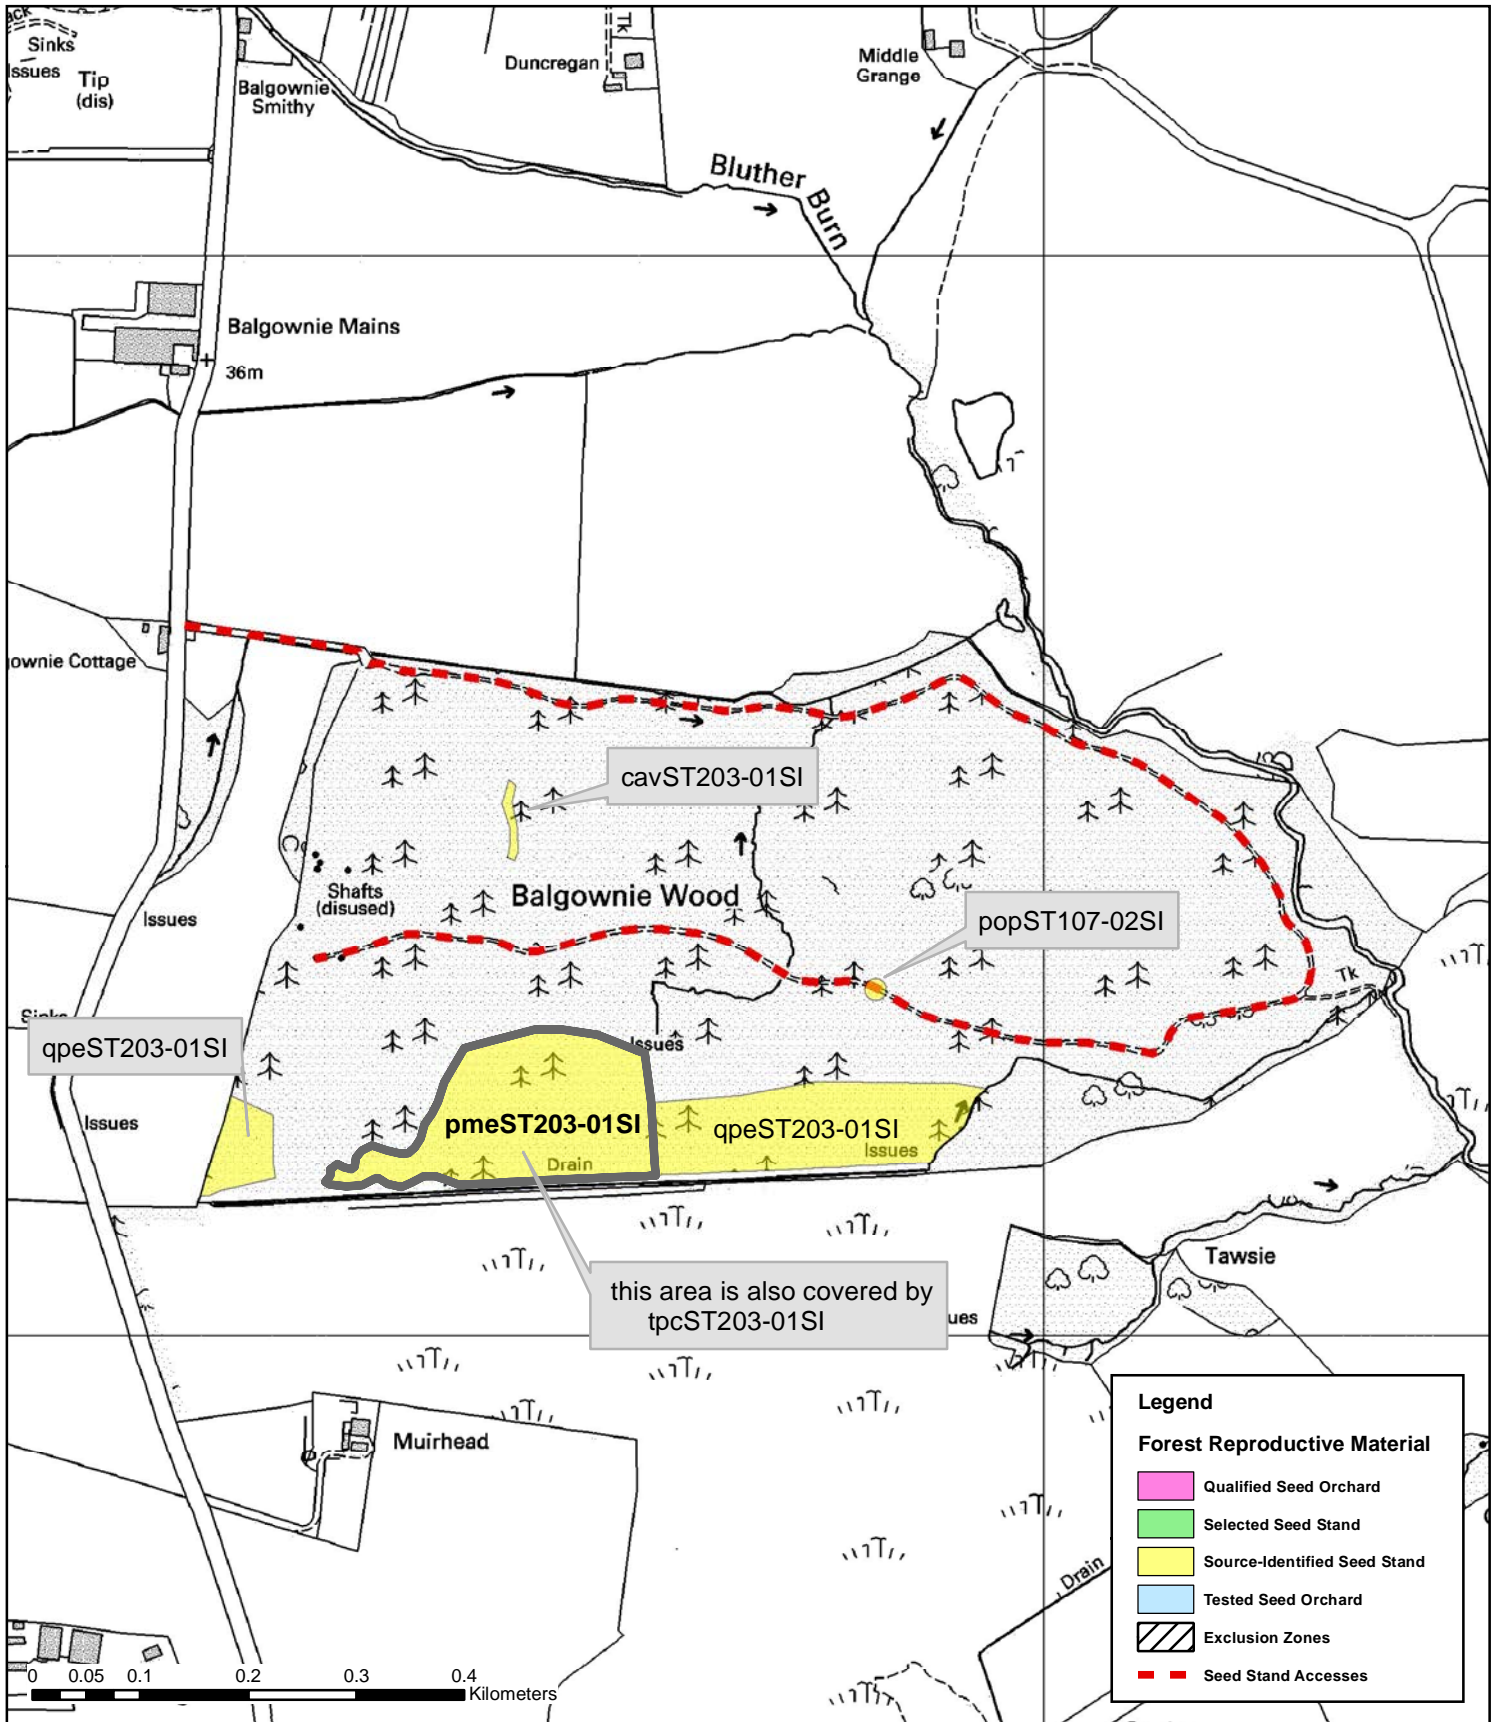 Sinks
Issues
Tip
(dis)
Balgownie
Smithy
Tk
Duncregan
Middle
Grange
Bluther
Burn
Balgownie Mains
36m
ownie Cottage
cavST203-01SI
Shafts
(disused)
Balgownie Wood
Issues
popST107-02SI
Tk
Sinks
qpeST203-01SI
Issues
Issues
pmeST203-01SI
qpeST203-01SI
Drain
Issues
this area is also covered by
tpcST203-01SI
ues
Tawsie
Muirhead
Drain
Legend
Forest Reproductive Material
Qualified Seed Orchard
Selected Seed Stand
Source-Identified Seed Stand
Tested Seed Orchard
Exclusion Zones
Seed Stand Accesses
0 0.05 0.1 0.2 0.3 0.4
Kilometers